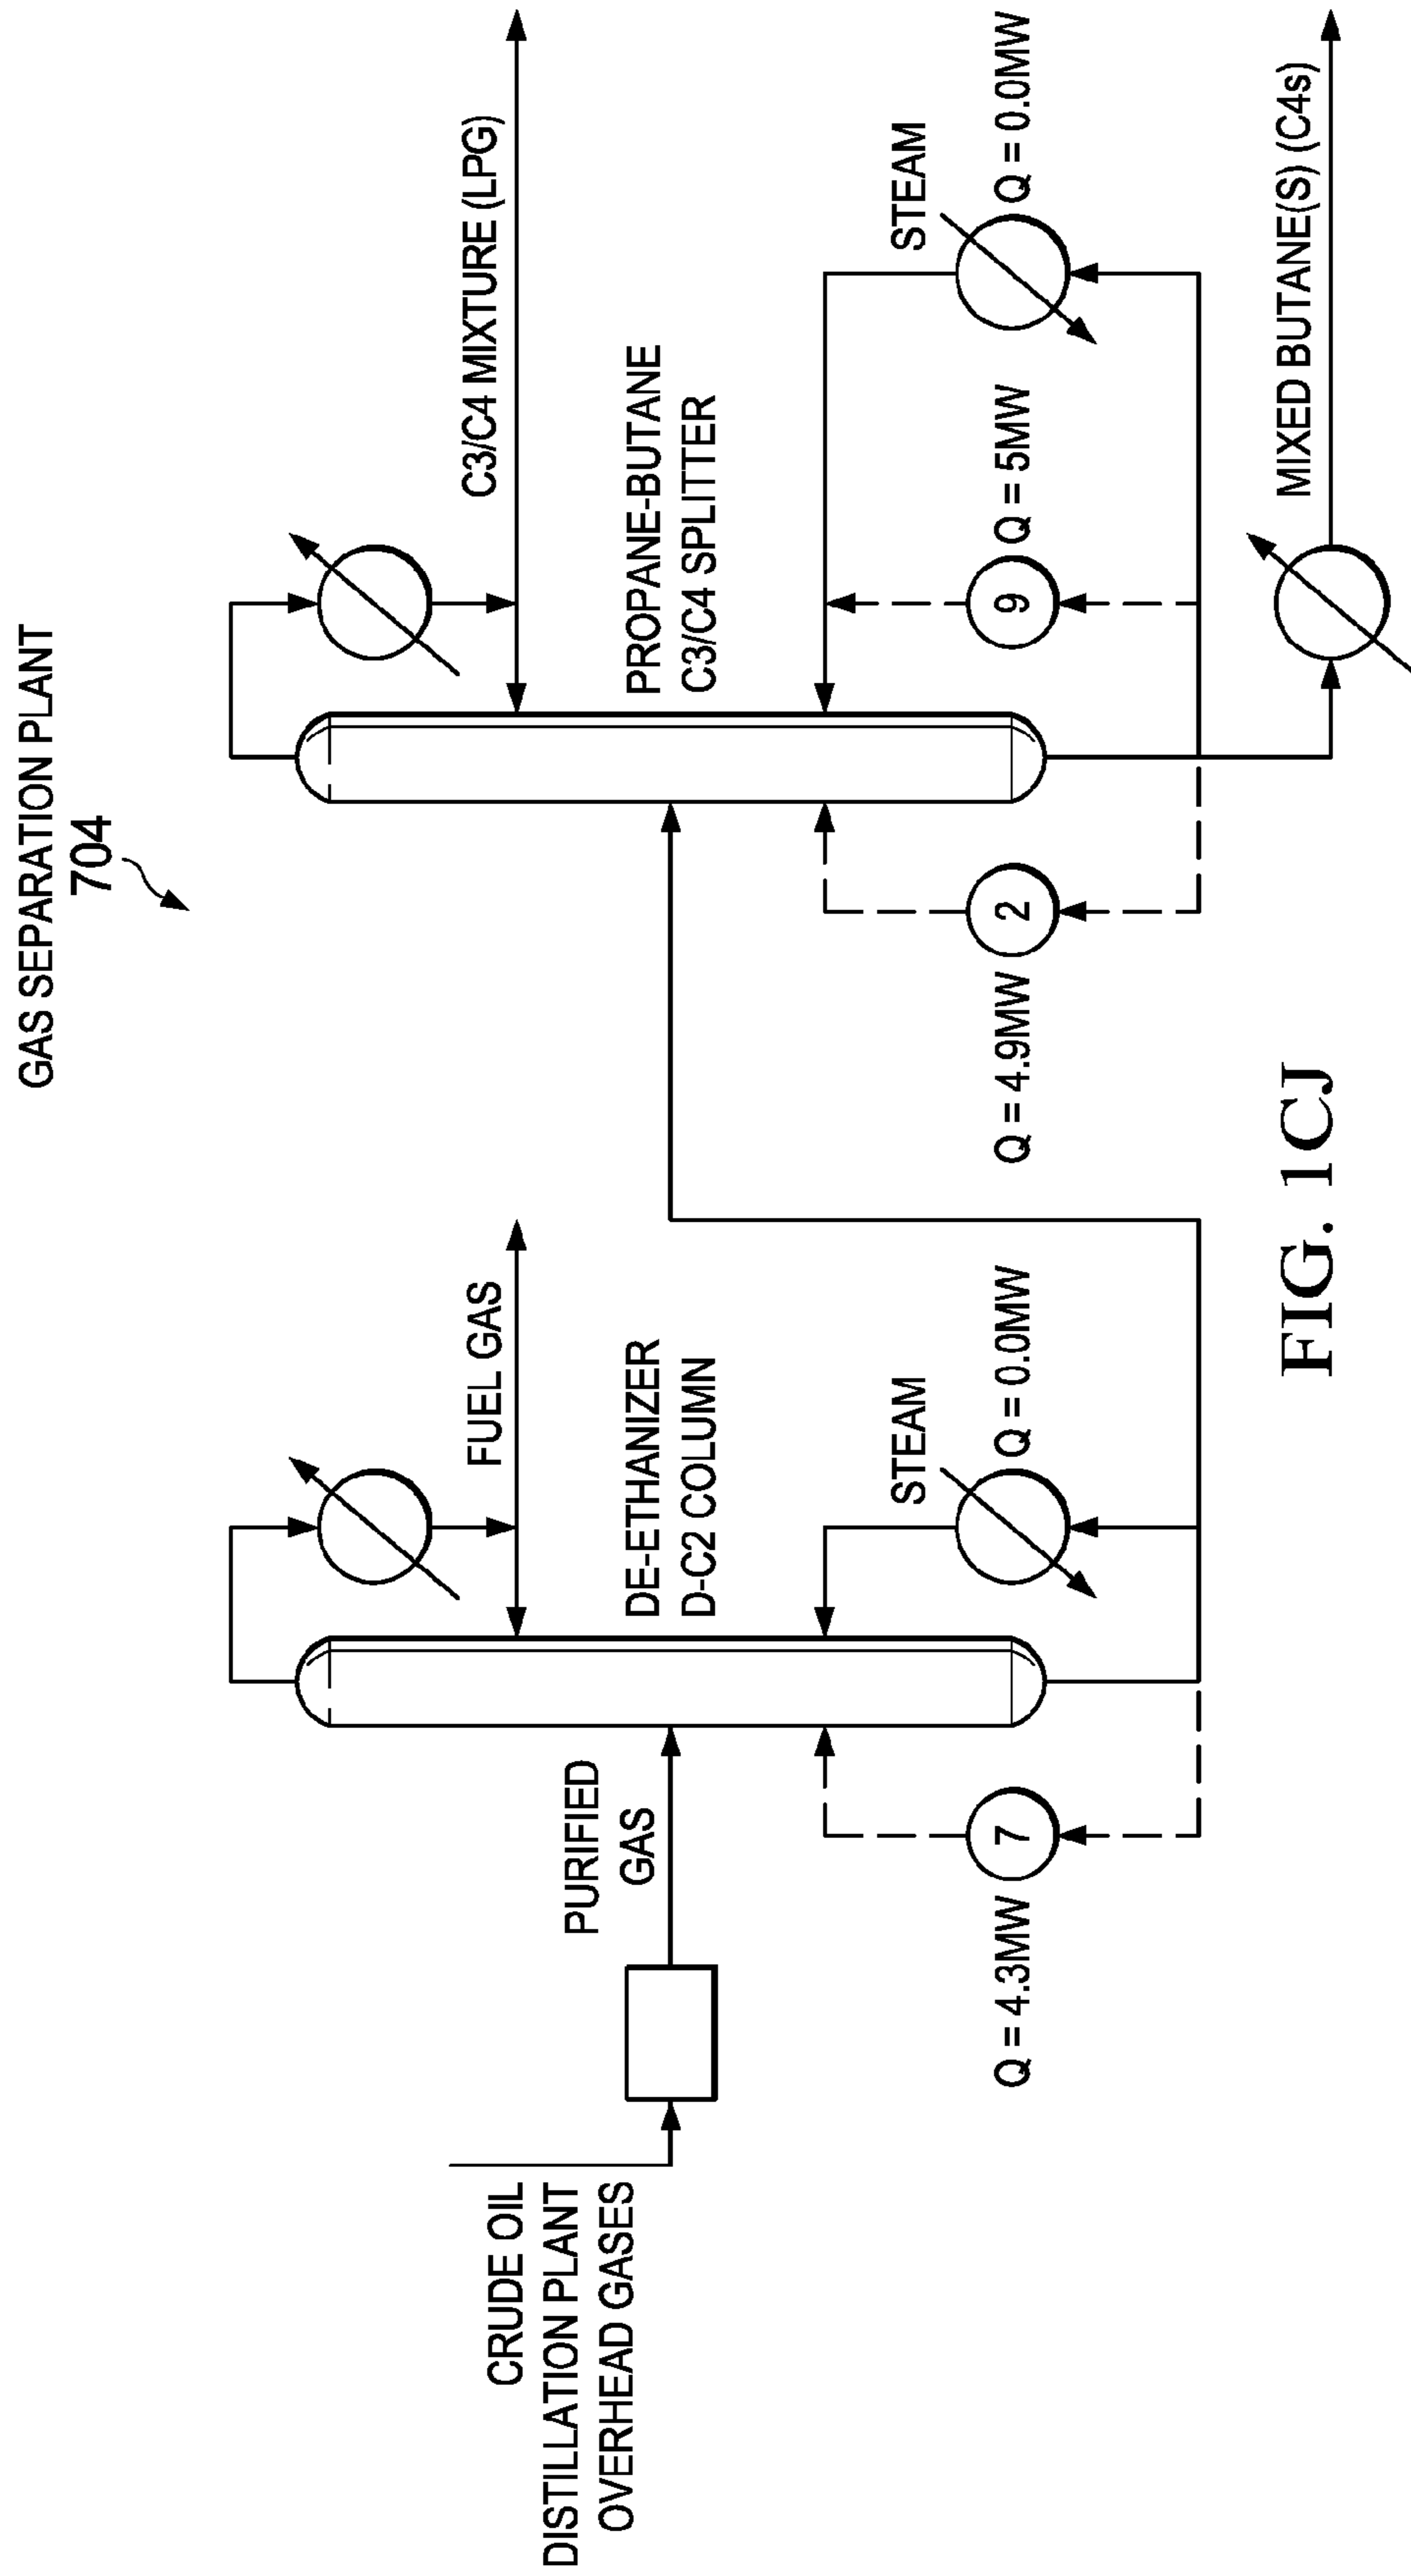 GAS SEPARATION PLANT
704
CRUDE OIL
DISTILLATION PLANT
OVERHEAD GASES
PURIFIED
GAS
FUEL GAS
DE-ETHANIZER
D-C2 COLUMN
STEAM
Q = 0.0MW
7
Q = 4.3MW
C3/C4 MIXTURE (LPG)
PROPANE-BUTANE
C3/C4 SPLITTER
STEAM
Q = 0.0MW
9
Q = 5MW
2
Q = 4.9MW
MIXED BUTANE(S) (C4s)
FIG. 1CJ